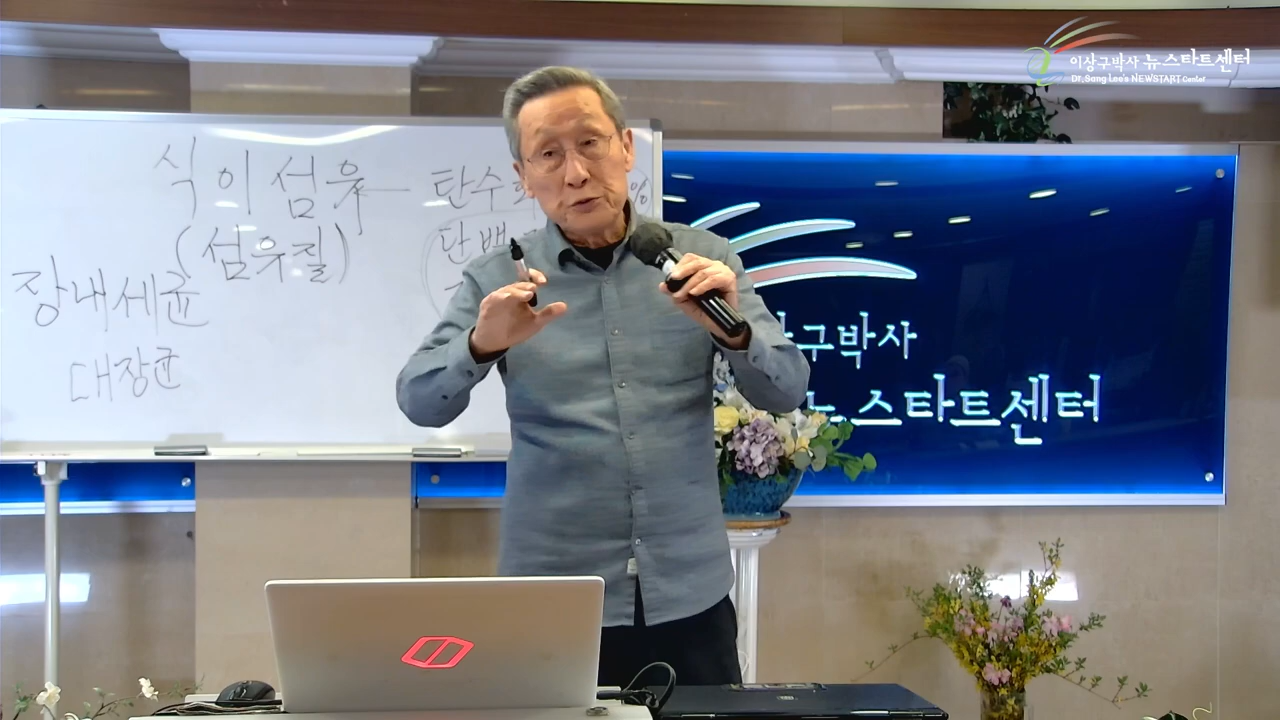 이상구박사 뉴스타트센터
Dr. Sang Lee's NEWSTART Center
식이섬유 — 탄수 %
(섬유질) 단백
장내세균
대장균
구박사
뉴스타트센터